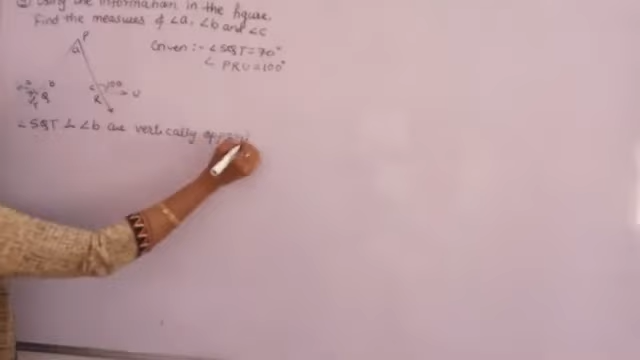 Using the information in the figure,
Find the measures of ∠a, ∠b and ∠c
Given :- ∠SQT = 70°
∠ PRU = 100°
P
a
c 100
R U
b
Q
T
∠SQT & ∠b are vertically